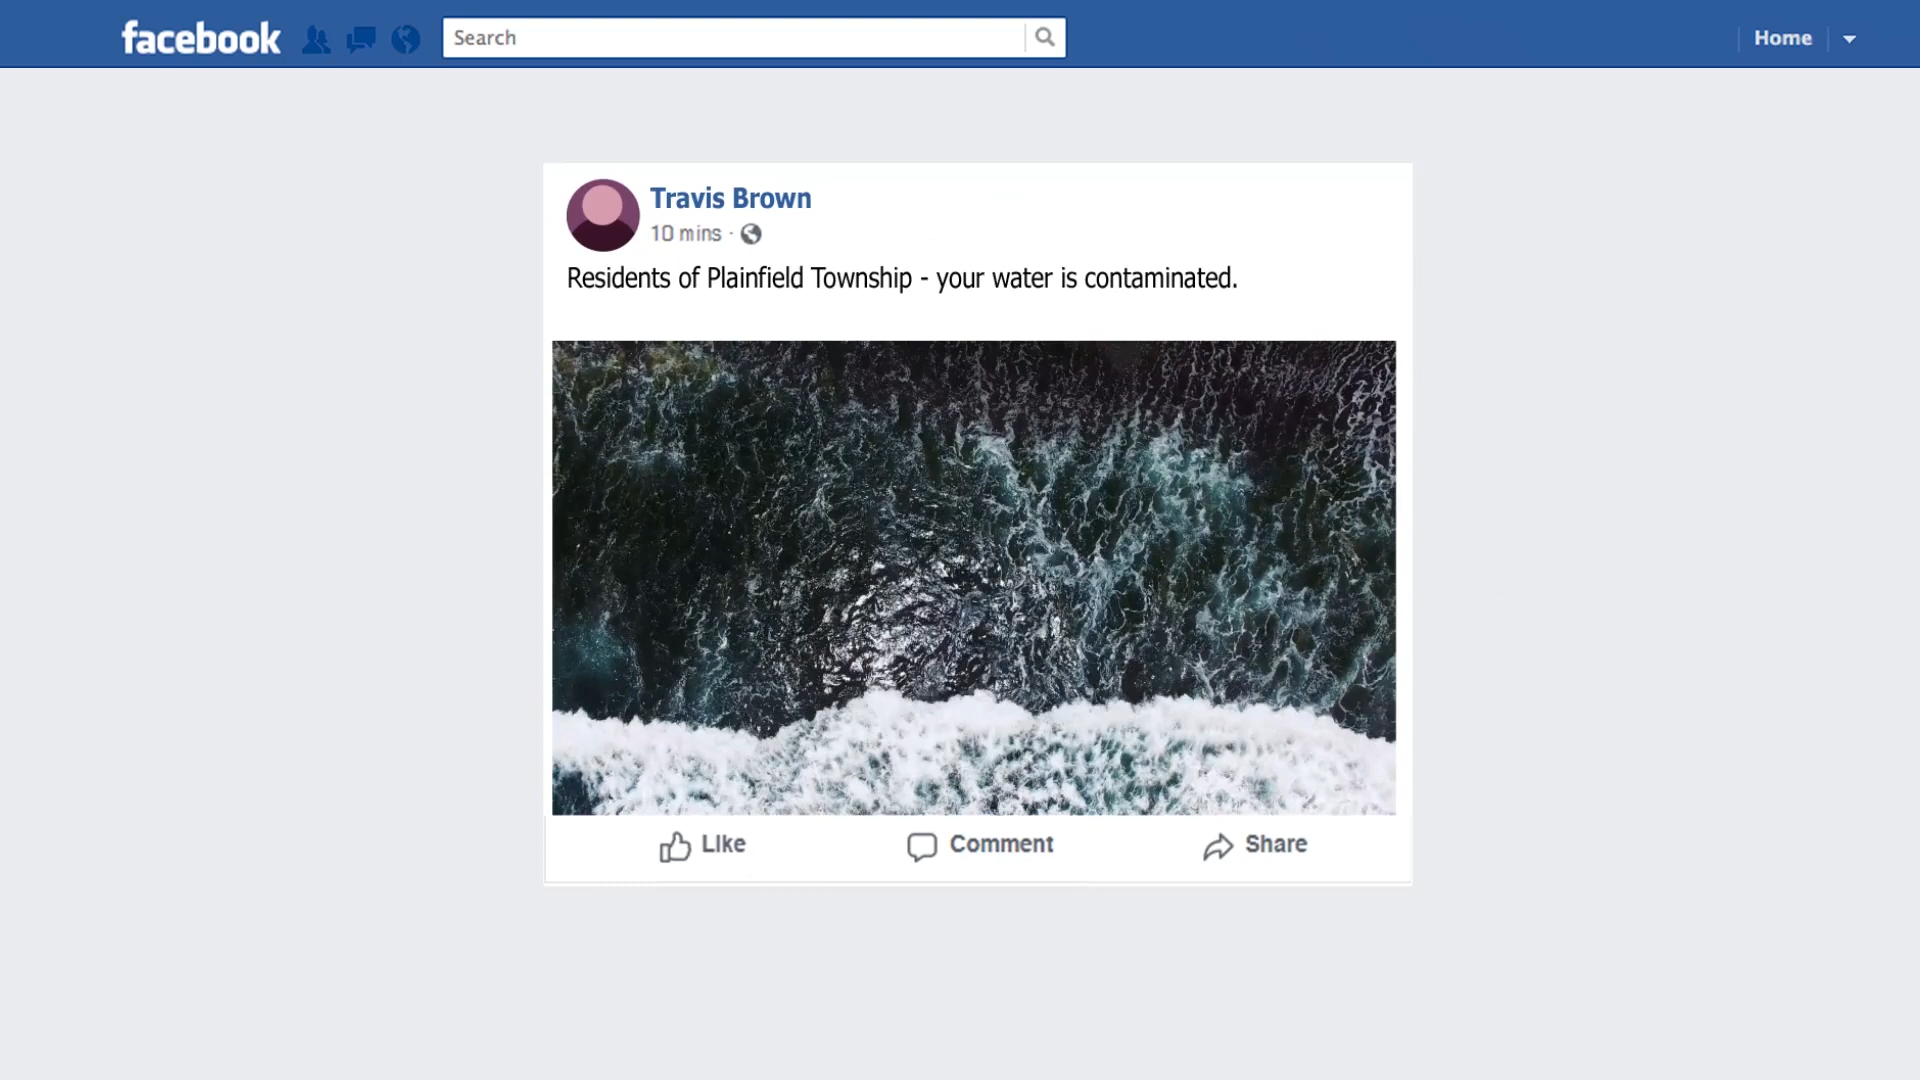 facebook
Search
Home
Travis Brown
10 mins ·
Residents of Plainfield Township - your water is contaminated.
Like
Comment
Share